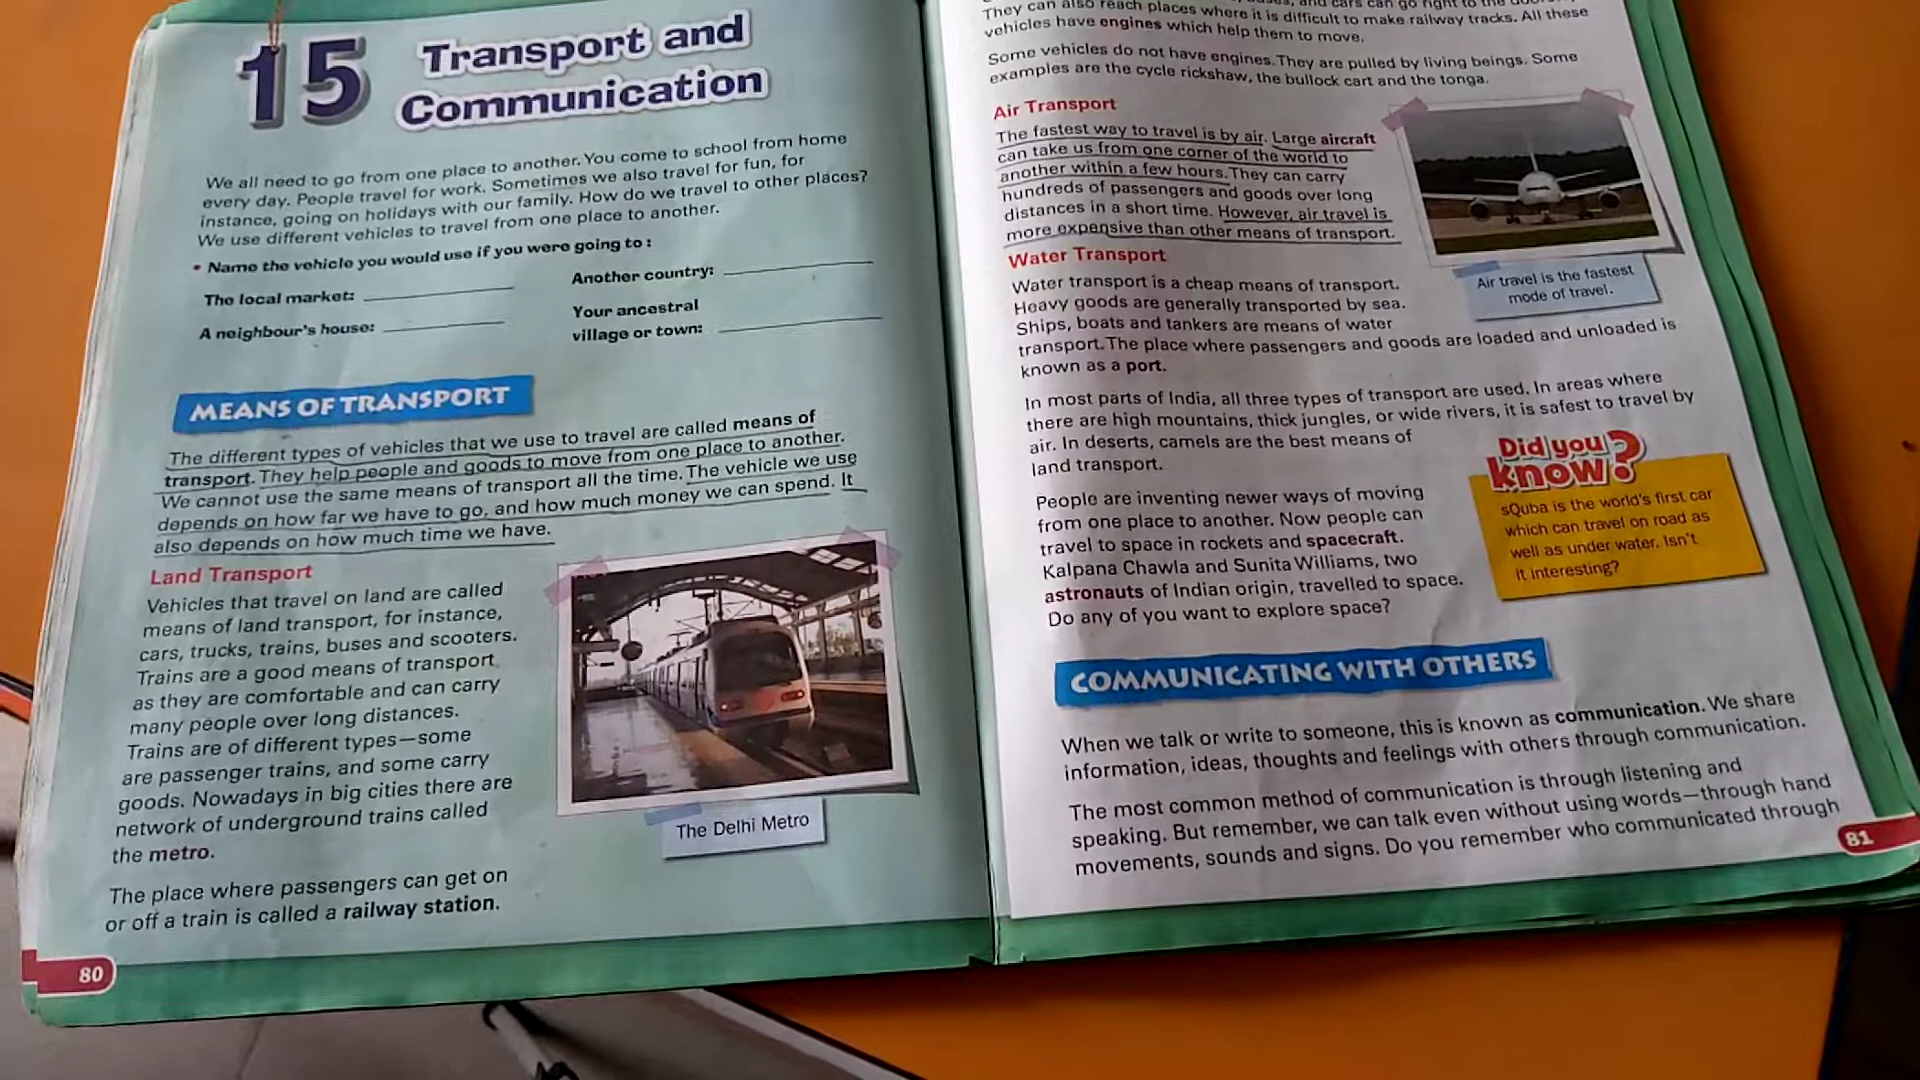 15
Transport and
Communication
We all need to go from one place to another. You come to school from home
every day. People travel for work. Sometimes we also travel for fun, for
instance, going on holidays with our family. How do we travel to other places?
We use different vehicles to travel from one place to another.
• Name the vehicle you would use if you were going to :
The local market:
Another country:
A neighbour's house:
Your ancestral
village or town:
MEANS OF TRANSPORT
The different types of vehicles that we use to travel are called means of
transport. They help people and goods to move from one place to another.
We cannot use the same means of transport all the time. The vehicle we use
depends on how far we have to go, and how much money we can spend. It
also depends on how much time we have.
Land Transport
Vehicles that travel on land are called
means of land transport, for instance,
cars, trucks, trains, buses and scooters.
Trains are a good means of transport
as they are comfortable and can carry
many people over long distances.
Trains are of different types—some
are passenger trains, and some carry
goods. Nowadays in big cities there are
network of underground trains called
the metro.
The Delhi Metro
The place where passengers can get on
or off a train is called a railway station.
80
and cars can go right to the
They can also reach places where it is difficult to make railway tracks. All these
vehicles have engines which help them to move.
Some vehicles do not have engines. They are pulled by living beings. Some
examples are the cycle rickshaw, the bullock cart and the tonga.
Air Transport
The fastest way to travel is by air. Large aircraft
can take us from one corner of the world to
another within a few hours. They can carry
hundreds of passengers and goods over long
distances in a short time. However, air travel is
more expensive than other means of transport.
Air travel is the fastest
mode of travel.
Water Transport
Water transport is a cheap means of transport.
Heavy goods are generally transported by sea.
Ships, boats and tankers are means of water
transport. The place where passengers and goods are loaded and unloaded is
known as a port.
In most parts of India, all three types of transport are used. In areas where
there are high mountains, thick jungles, or wide rivers, it is safest to travel by
air. In deserts, camels are the best means of
land transport.
People are inventing newer ways of moving
from one place to another. Now people can
travel to space in rockets and spacecraft.
Kalpana Chawla and Sunita Williams, two
astronauts of Indian origin, travelled to space.
Do any of you want to explore space?
Did you
know?
sQuba is the world's first car
which can travel on road as
well as under water. Isn't
it interesting?
COMMUNICATING WITH OTHERS
When we talk or write to someone, this is known as communication. We share
information, ideas, thoughts and feelings with others through communication.
The most common method of communication is through listening and
speaking. But remember, we can talk even without using words—through hand
movements, sounds and signs. Do you remember who communicated through
81